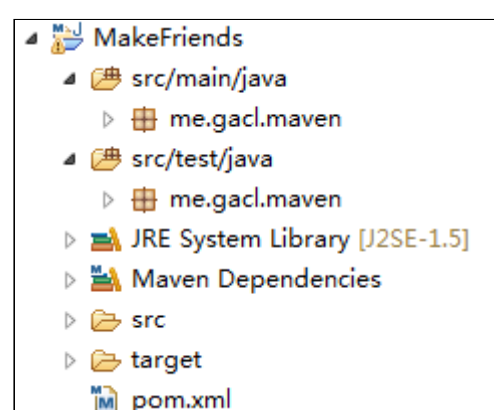 MakeFriends
src/main/java
me.gacl.maven
src/test/java
me.gacl.maven
JRE System Library [J2SE-1.5]
Maven Dependencies
src
target
pom.xml